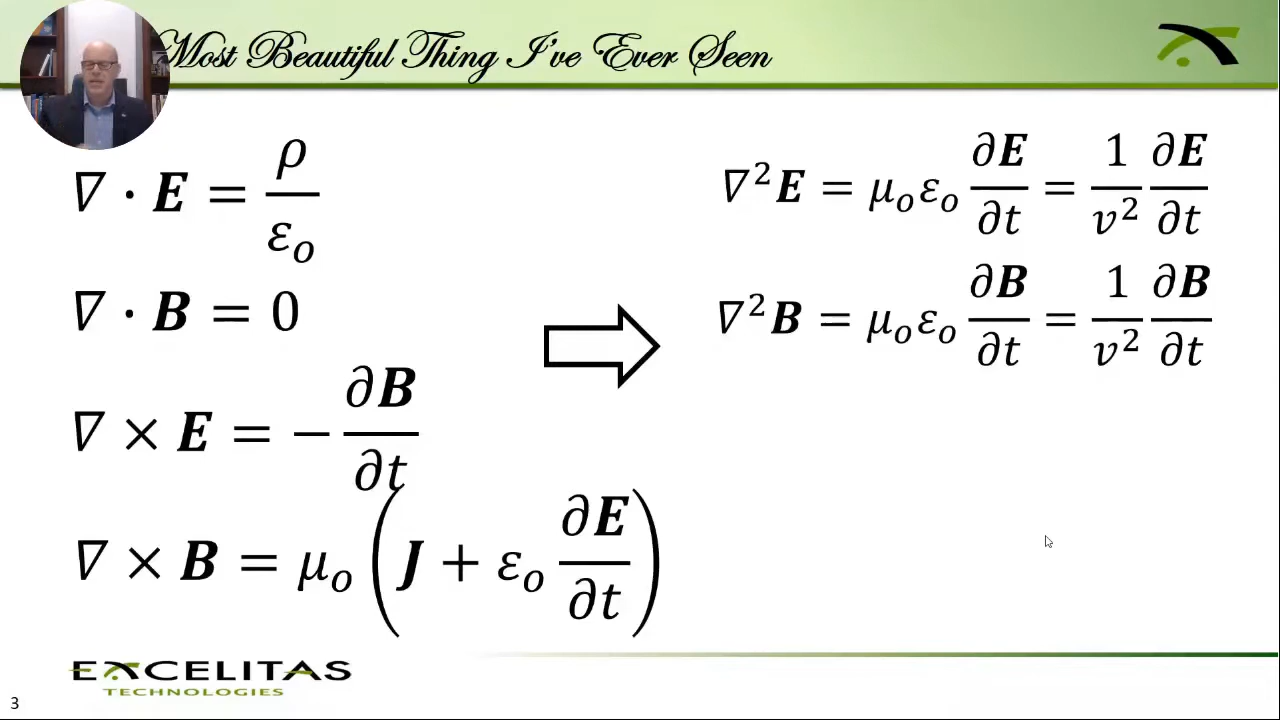 Most Beautiful Thing I've Ever Seen
∇ · E = ρ/ε₀
∇ · B = 0
∇ × E = −∂B/∂t
∇ × B = μ₀(J + ε₀ ∂E/∂t)
∇²E = μ₀ε₀ ∂E/∂t = 1/v² ∂E/∂t
∇²B = μ₀ε₀ ∂B/∂t = 1/v² ∂B/∂t
EXCELITAS
TECHNOLOGIES
3